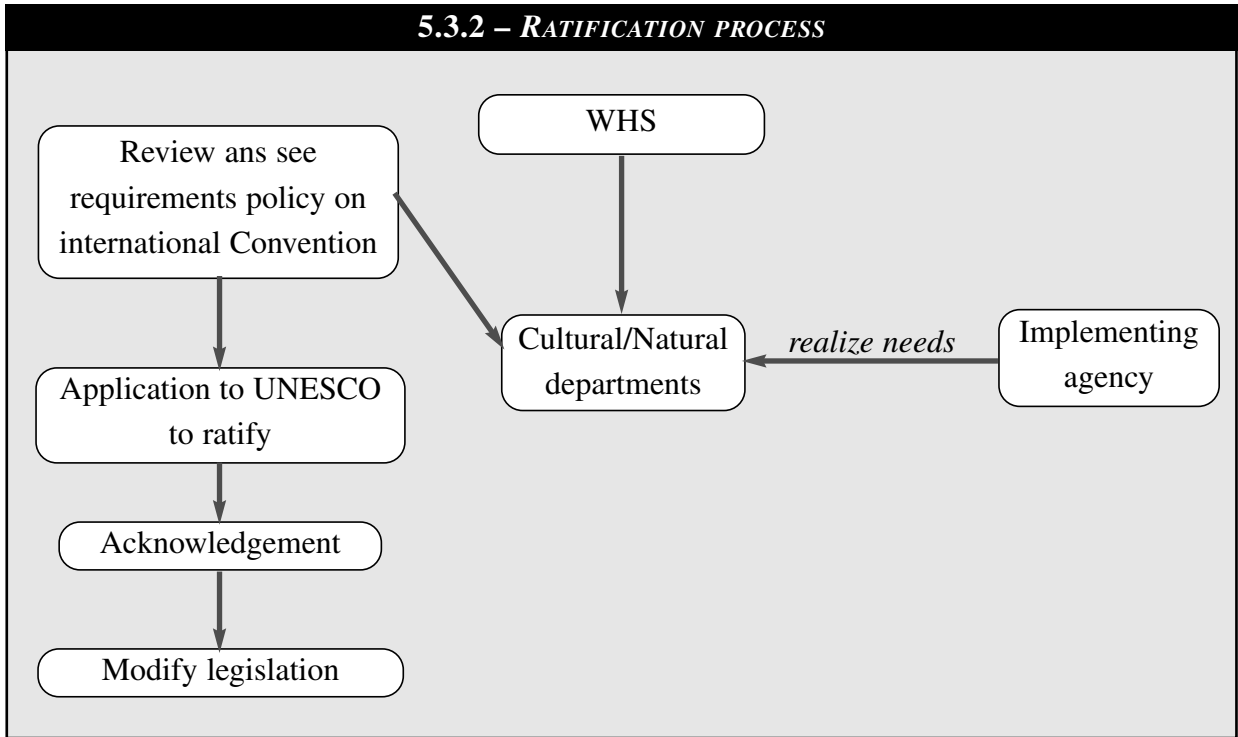 5.3.2 – RATIFICATION PROCESS
Review ans see
requirements policy on
international Convention
WHS
Cultural/Natural
departments
realize needs
Implementing
agency
Application to UNESCO
to ratify
Acknowledgement
Modify legislation